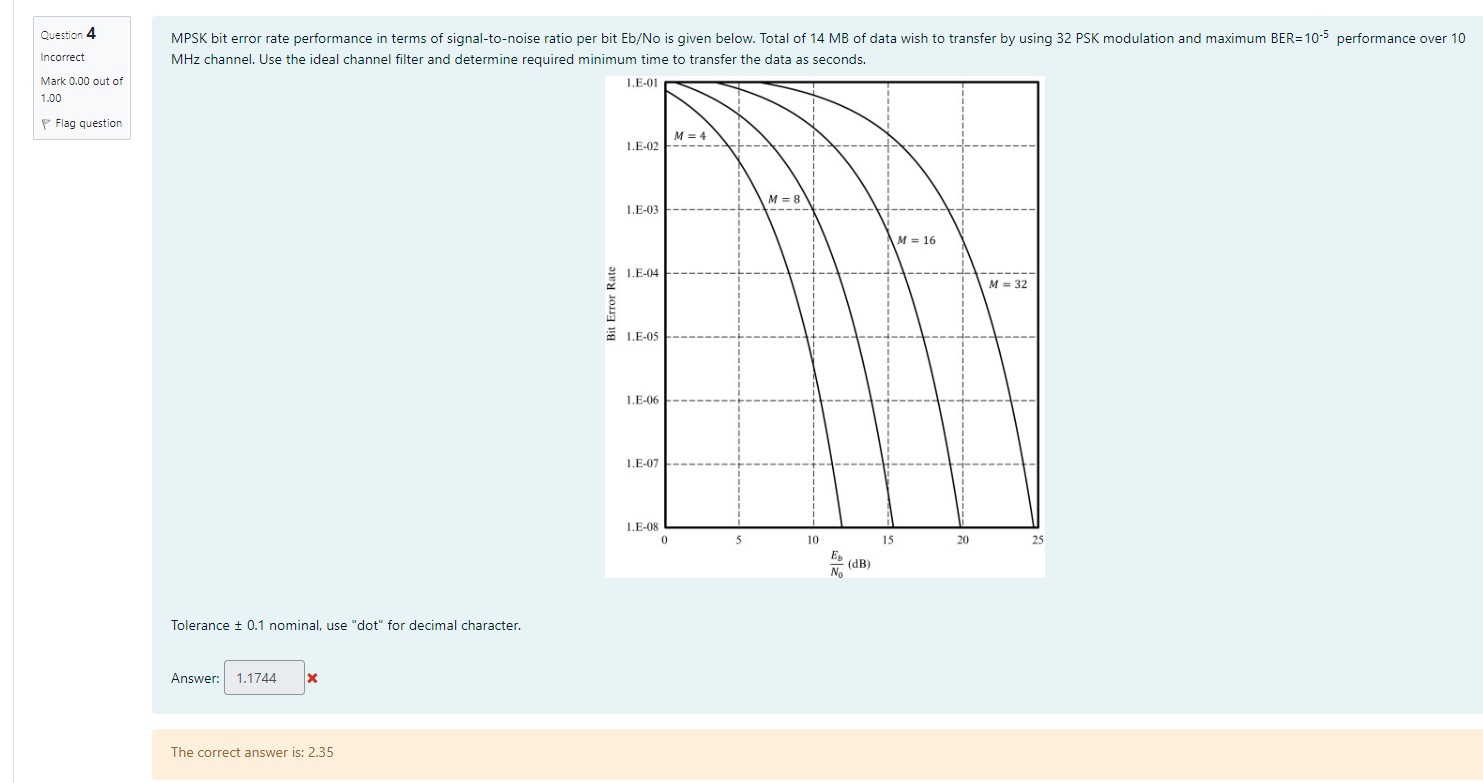 Question 4
Incorrect
Mark 0.00 out of
1.00
Flag question
MPSK bit error rate performance in terms of signal-to-noise ratio per bit Eb/No is given below. Total of 14 MB of data wish to transfer by using 32 PSK modulation and maximum BER=10⁻⁵ performance over 10
MHz channel. Use the ideal channel filter and determine required minimum time to transfer the data as seconds.
1.E-01
M = 4
1.E-02
M = 8
1.E-03
M = 16
1.E-04
M = 32
Bit Error Rate
1.E-05
1.E-06
1.E-07
1.E-08
0 5 10 15 20 25
E_b
N_0
(dB)
Tolerance ± 0.1 nominal, use "dot" for decimal character.
Answer: 1.1744
The correct answer is: 2.35